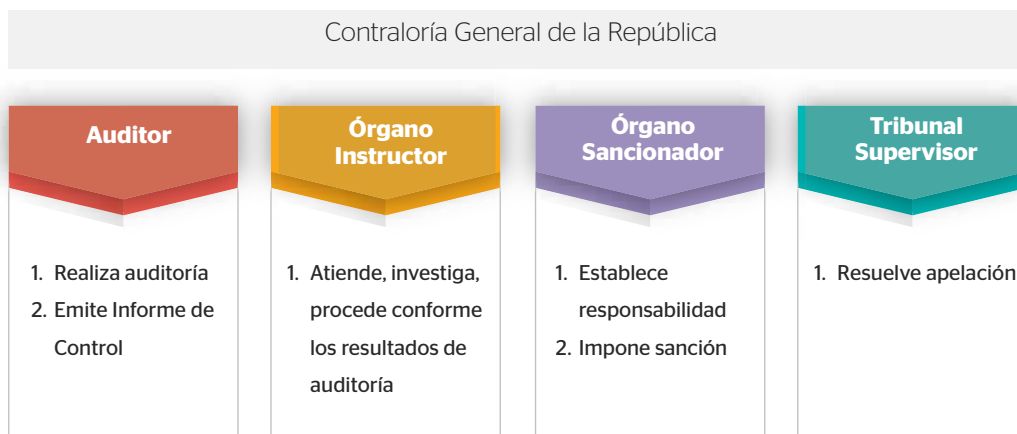 Contraloría General de la República
Auditor
1. Realiza auditoría
2. Emite Informe de
Control
Órgano
Instructor
1. Atiende, investiga,
procede conforme
los resultados de
auditoría
Órgano
Sancionador
1. Establece
responsabilidad
2. Impone sanción
Tribunal
Supervisor
1. Resuelve apelación